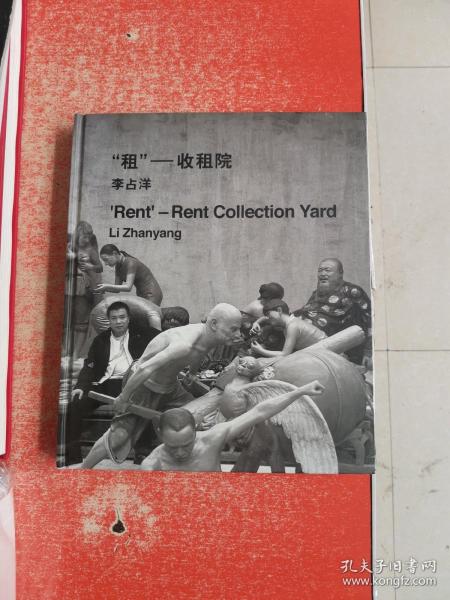 “租”—收租院
李占洋
'Rent' – Rent Collection Yard
Li Zhanyang
孔夫子旧书网
www.kongfz.com